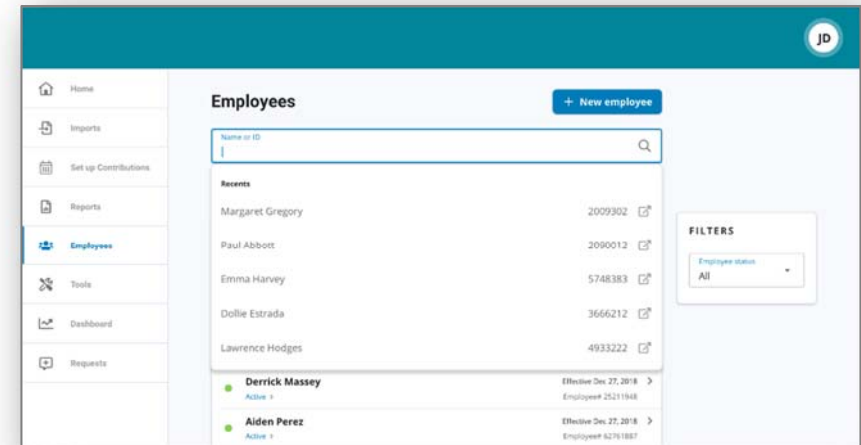 JD
Home
Imports
Set up Contributions
Reports
Employees
Tools
Dashboard
Requests
Employees
+ New employee
Name or ID
Recents
Margaret Gregory 2009302
Paul Abbott 2090012
Emma Harvey 5748383
Dollie Estrada 3666212
Lawrence Hodges 4933222
Derrick Massey Effective Dec 27, 2018
Active Employee# 25211948
Aiden Perez Effective Dec 27, 2018
Active Employee# 62761887
FILTERS
Employee status
All